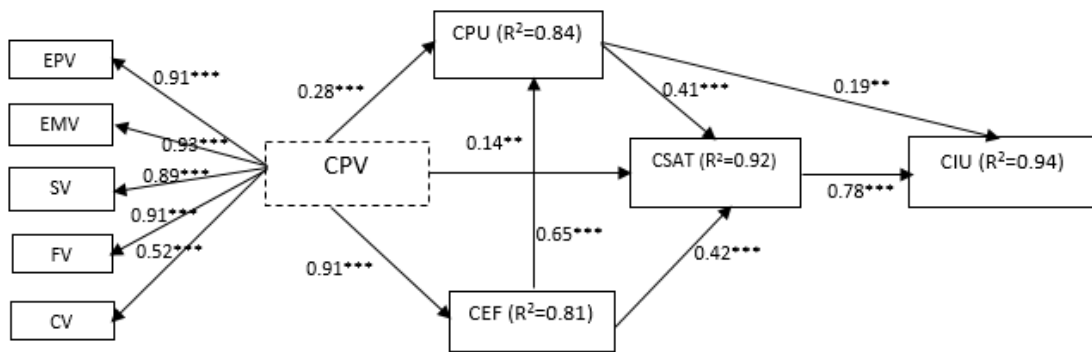 CPU (R²=0.84)
EPV
0.91***
0.28***
0.41***
0.19**
EMV
0.93***
0.14**
CPV
CSAT (R²=0.92)
CIU (R²=0.94)
SV
0.89***
0.78***
0.91***
FV
0.52***
0.65***
0.42***
0.91***
CV
CEF (R²=0.81)